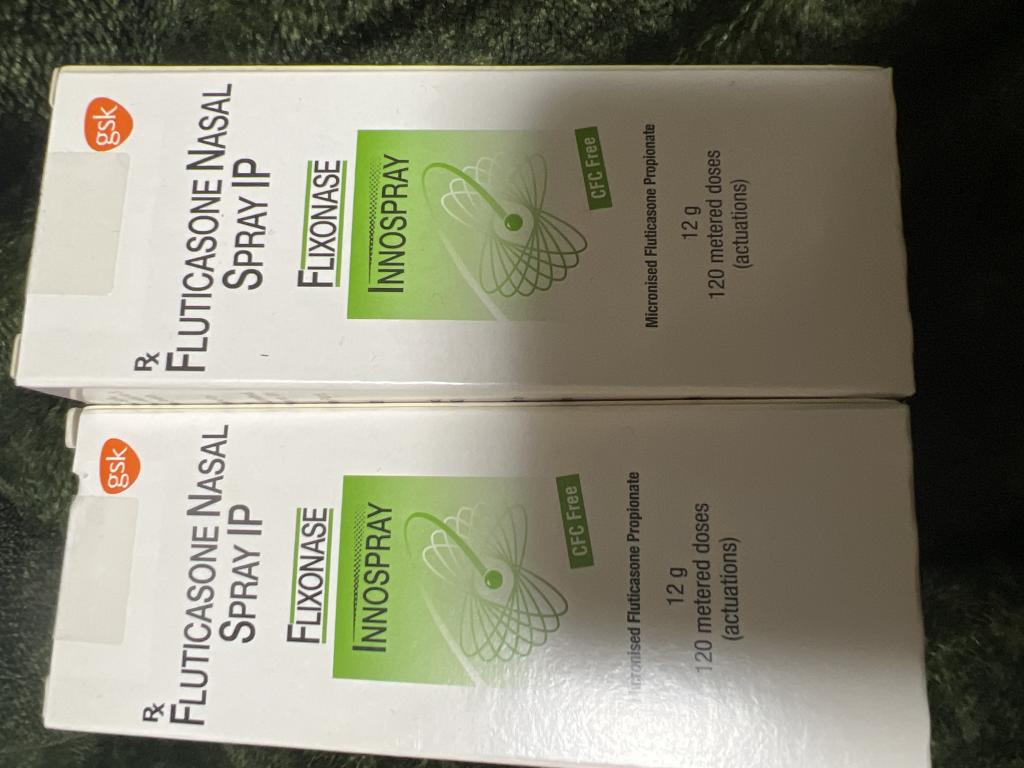 gsk
Rx
FLUTICASONE NASAL
SPRAY IP
FLIXONASE
INNOSPRAY
CFC Free
Micronised Fluticasone Propionate
12 g
120 metered doses
(actuations)
gsk
Rx
FLUTICASONE NASAL
SPRAY IP
FLIXONASE
INNOSPRAY
CFC Free
Micronised Fluticasone Propionate
12 g
120 metered doses
(actuations)